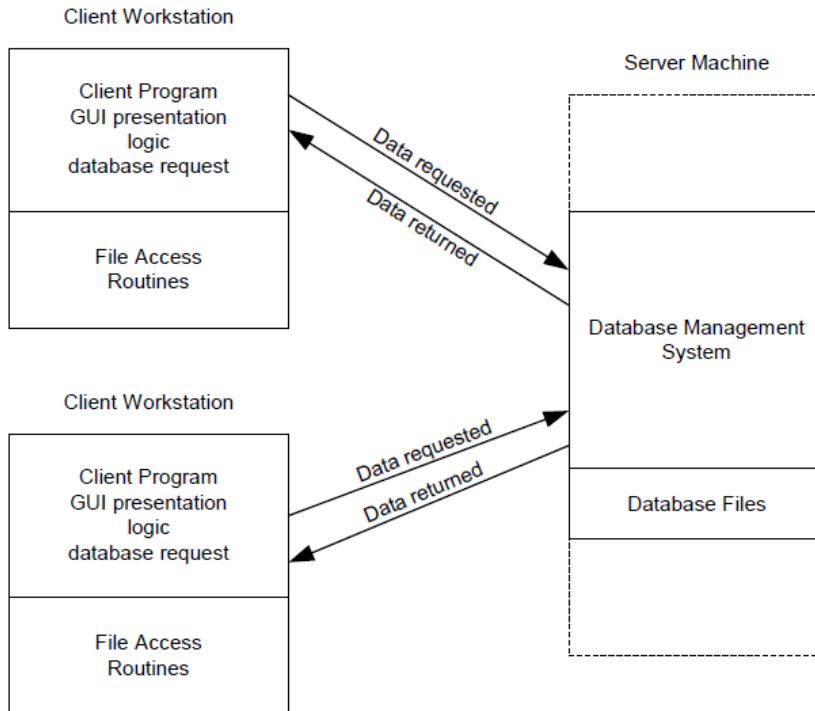 Client Workstation
Client Program
GUI presentation
logic
database request
File Access
Routines
Data requested
Data returned
Server Machine
Database Management
System
Database Files
Client Workstation
Client Program
GUI presentation
logic
database request
File Access
Routines
Data requested
Data returned